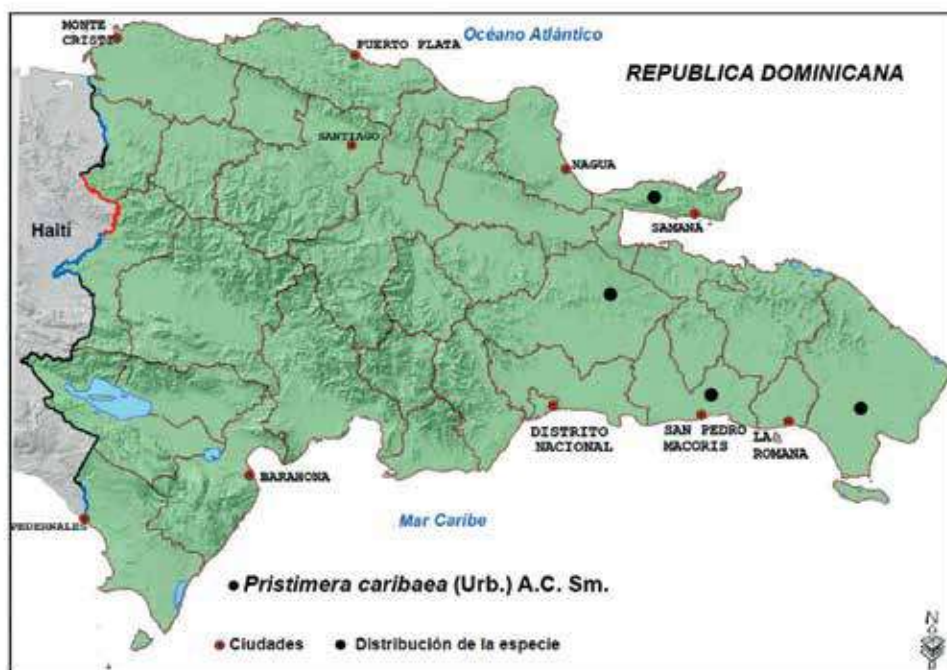 MONTE
CRISTI
PUERTO PLATA
Océano Atlántico
REPUBLICA DOMINICANA
SANTIAGO
NAGUA
SAMANÁ
Haití
DISTRITO
NACIONAL
SAN PEDRO
MACORIS
LA
ROMANA
BARAHONA
PEDERNALES
Mar Caribe
Pristimera caribaea (Urb.) A.C. Sm.
Ciudades
Distribución de la especie
N